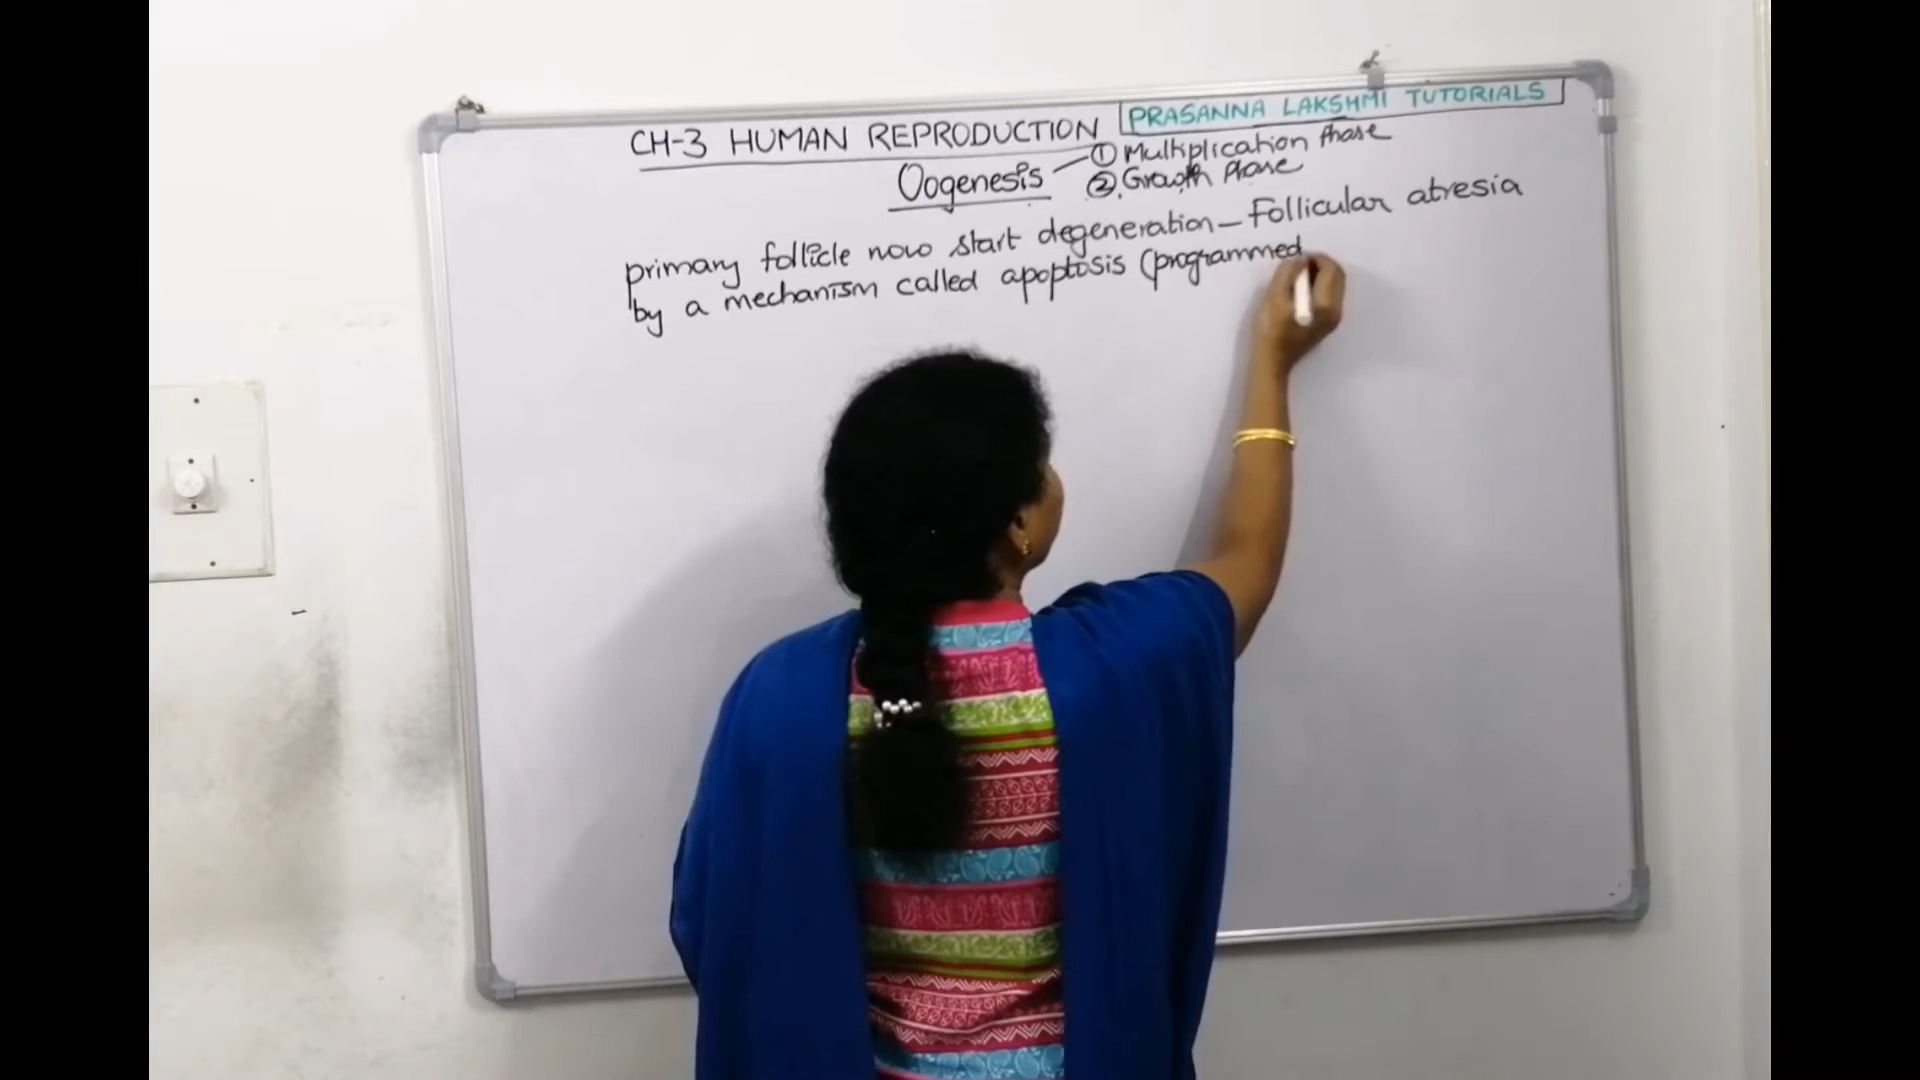 PRASANNA LAKSHMI TUTORIALS
CH-3 HUMAN REPRODUCTION
Oogenesis
① Multiplication Phase
②. Growth Phase
primary follicle now start degeneration - Follicular atresia
by a mechanism called apoptosis (programmed